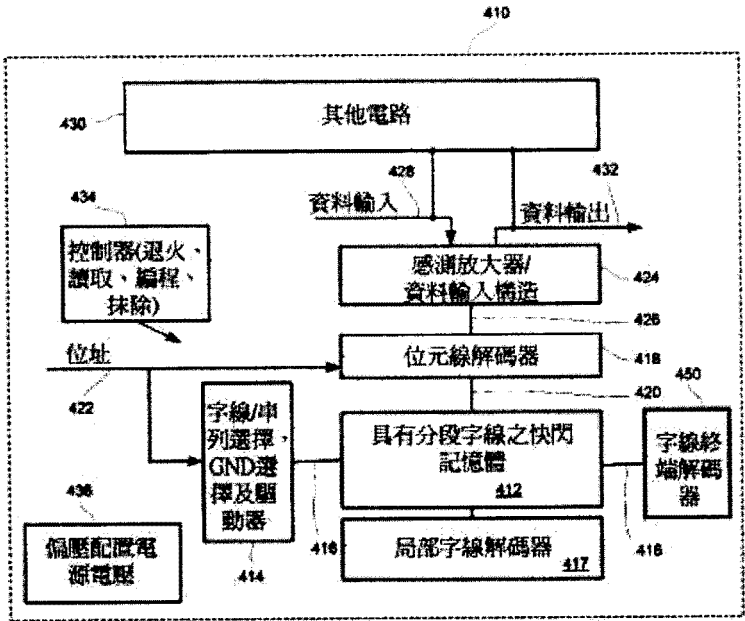 410
其他電路
430
428
432
資料輸入
資料輸出
434
控制器(退火、
讀取、編程、
抹除)
感測放大器/
資料輸入構造
424
426
位址
422
位元線解碼器
418
420
450
字線/串
列選擇、
GND選
擇及驅
動器
414
416
具有分段字線之快閃
記憶體
412
字線終
端解碼
器
416
436
偏壓配置電
源電壓
局部字線解碼器
417